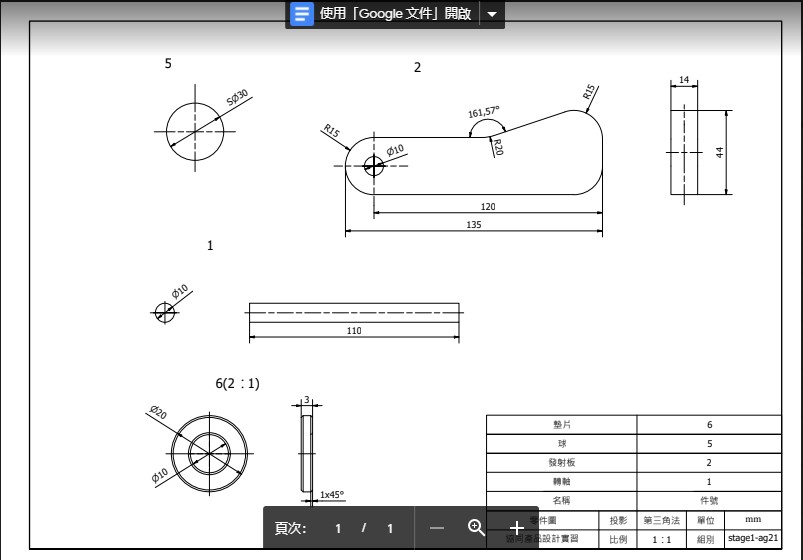 使用「Google 文件」開啟
5
2
SØ30
R15
Ø10
161,57°
R20
R15
120
135
14
44
1
Ø10
110
6(2：1)
Ø20
Ø10
3
1x45°
墊片 6
球 5
發射板 2
轉軸 1
名稱 件號
零件圖 投影 第三角法 單位 mm
產品設計實習 比例 1：1 組別 stage1-ag21
頁次： 1 / 1